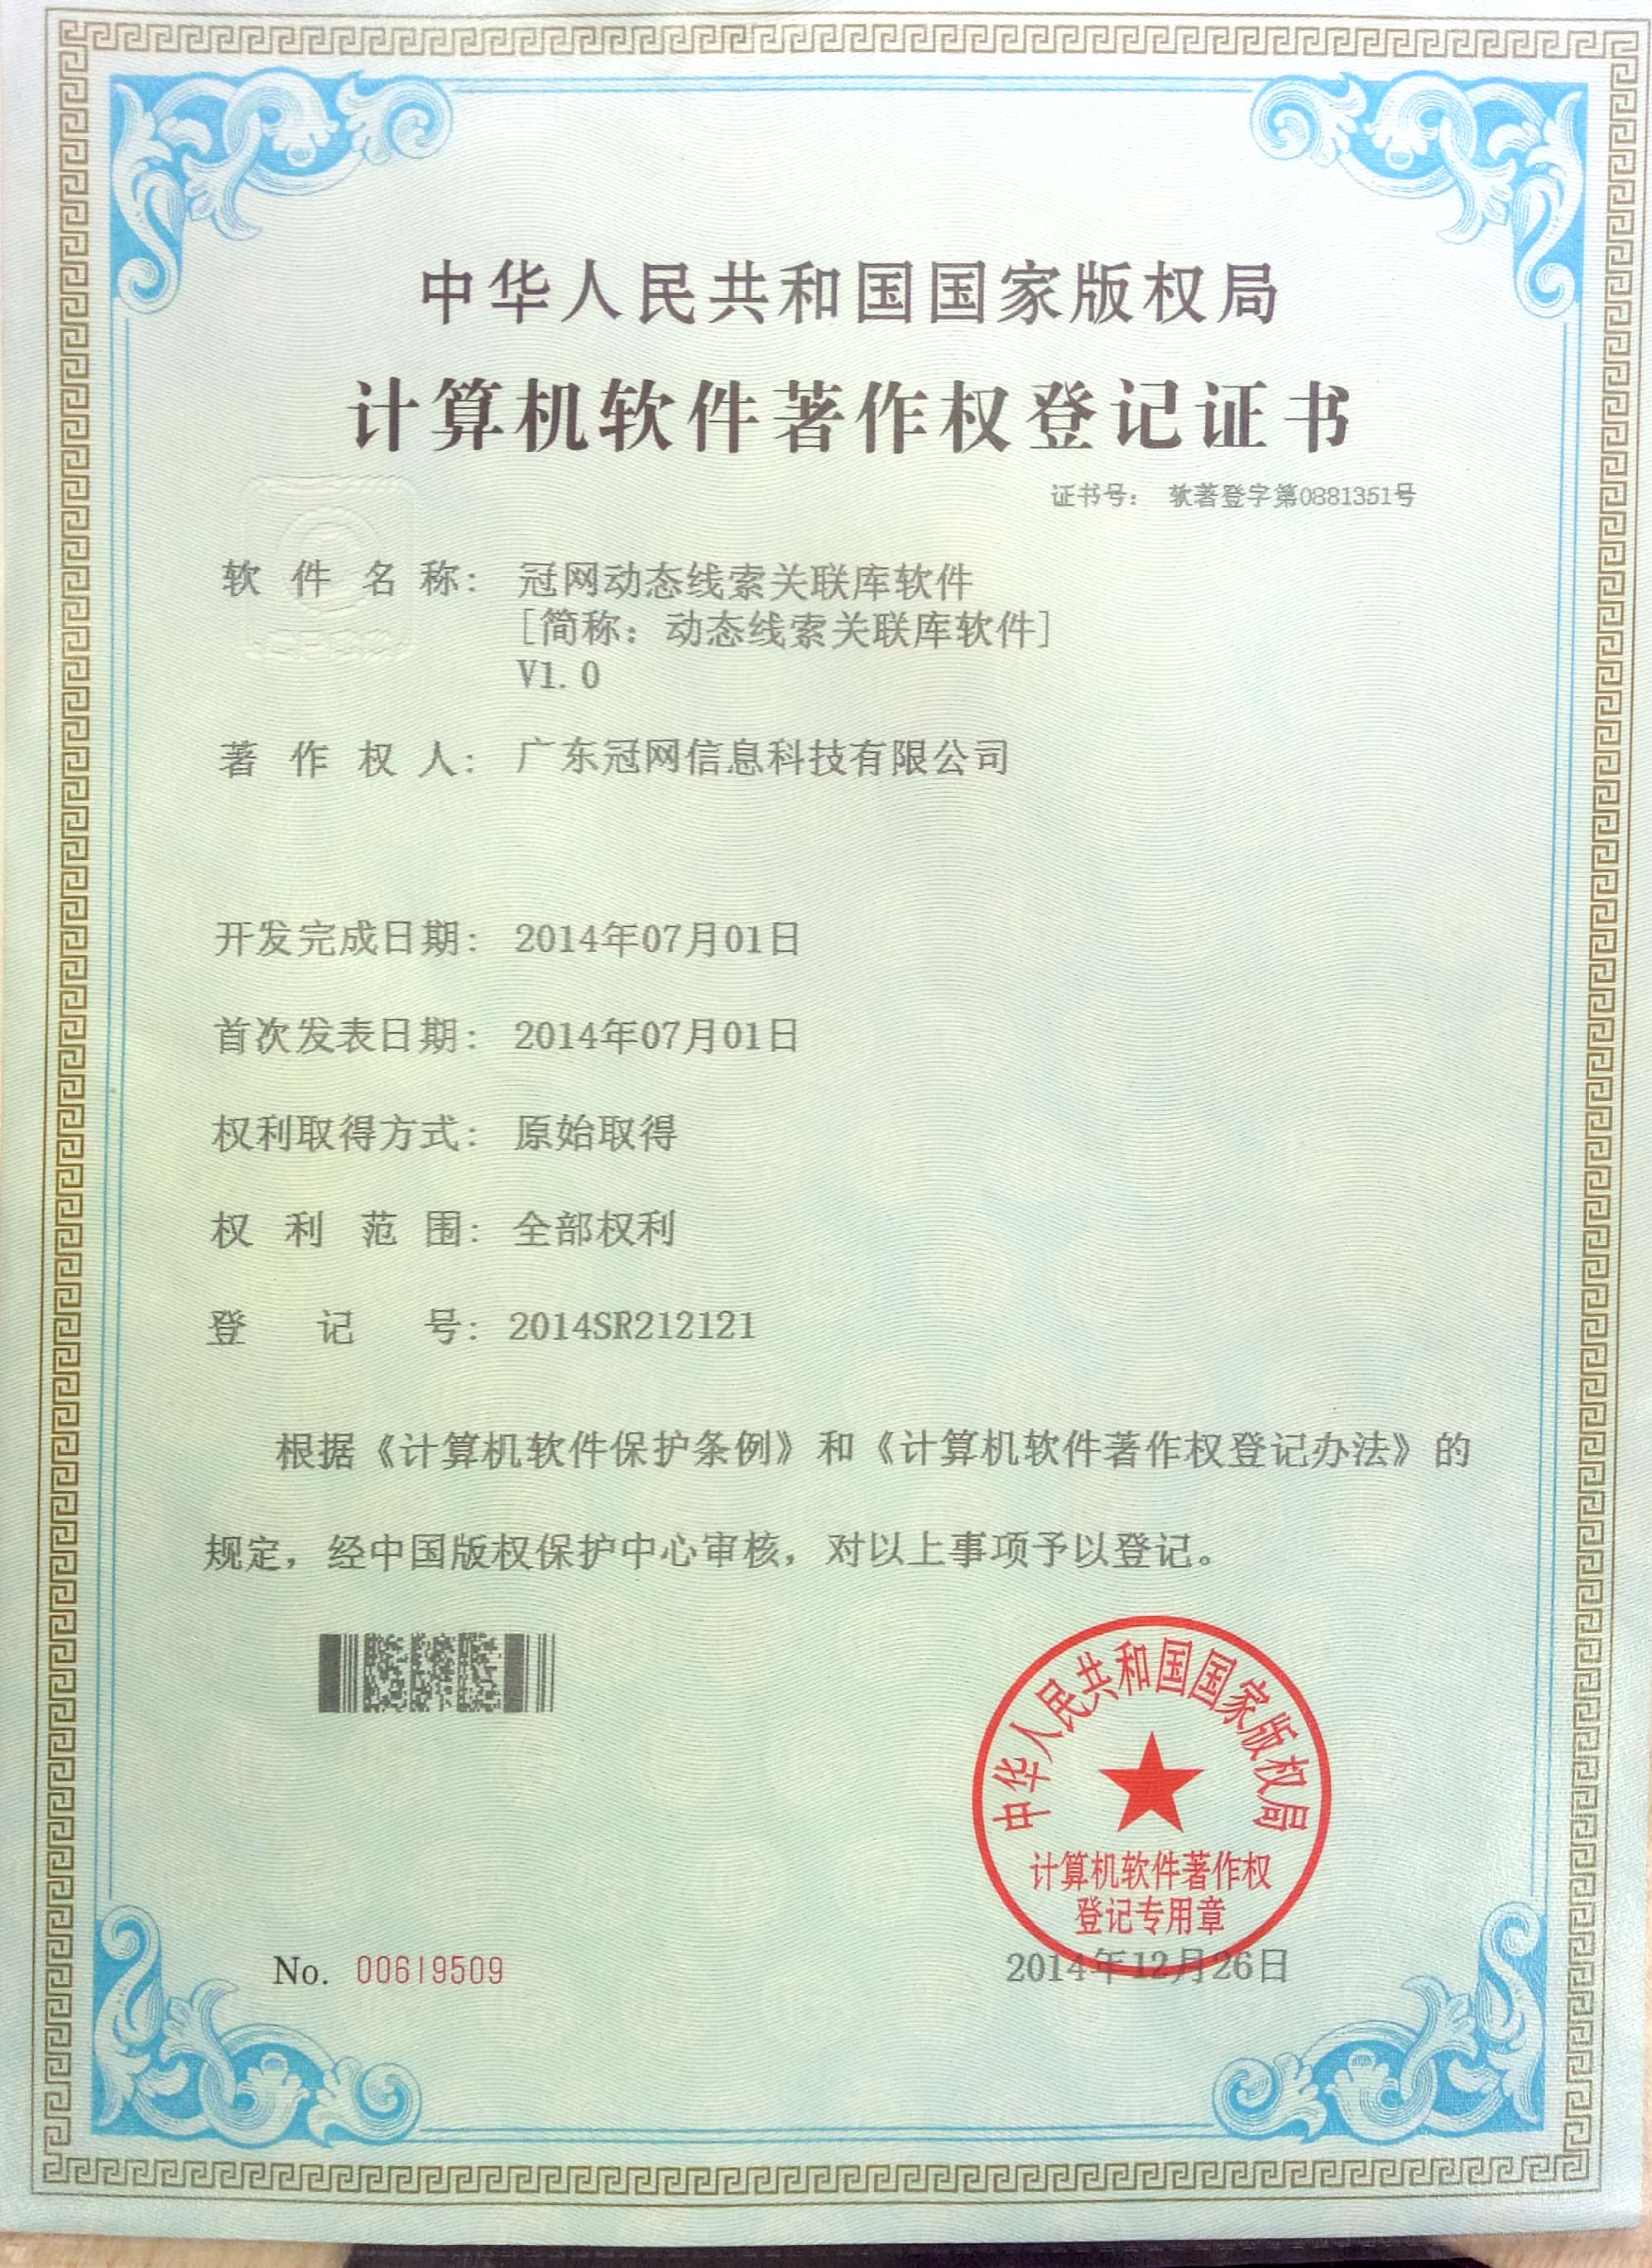 中华人民共和国国家版权局
计算机软件著作权登记证书
证书号： 软著登字第0881351号
软件名称： 冠网动态线索关联库软件
[简称：动态线索关联库软件]
V1.0
著作权人： 广东冠网信息科技有限公司
开发完成日期： 2014年07月01日
首次发表日期： 2014年07月01日
权利取得方式： 原始取得
权利范围： 全部权利
登记号： 2014SR212121
根据《计算机软件保护条例》和《计算机软件著作权登记办法》的
规定，经中国版权保护中心审核，对以上事项予以登记。
中华人民共和国国家版权局
计算机软件著作权
登记专用章
No. 00619509
2014年12月26日